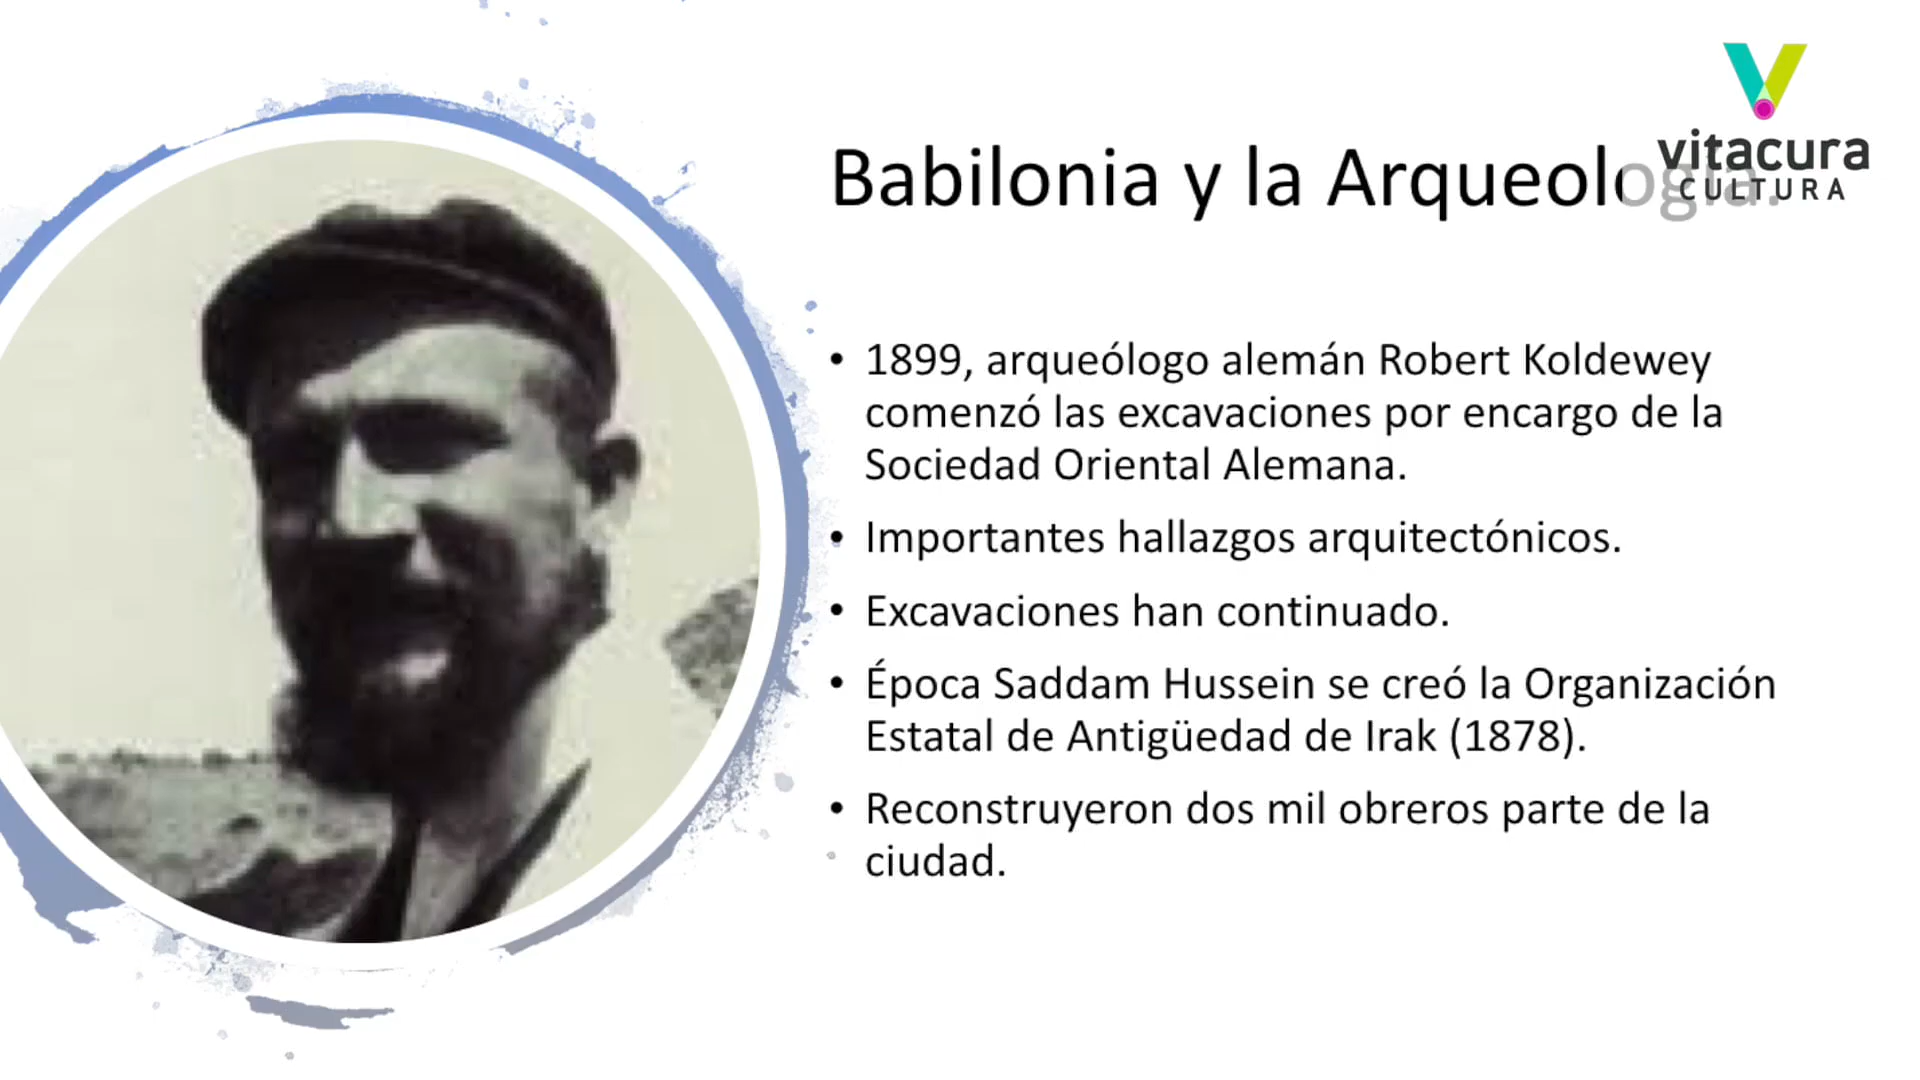 Babilonia y la Arqueología.
vitacura
CULTURA
• 1899, arqueólogo alemán Robert Koldewey
comenzó las excavaciones por encargo de la
Sociedad Oriental Alemana.
• Importantes hallazgos arquitectónicos.
• Excavaciones han continuado.
• Época Saddam Hussein se creó la Organización
Estatal de Antigüedad de Irak (1878).
• Reconstruyeron dos mil obreros parte de la
ciudad.